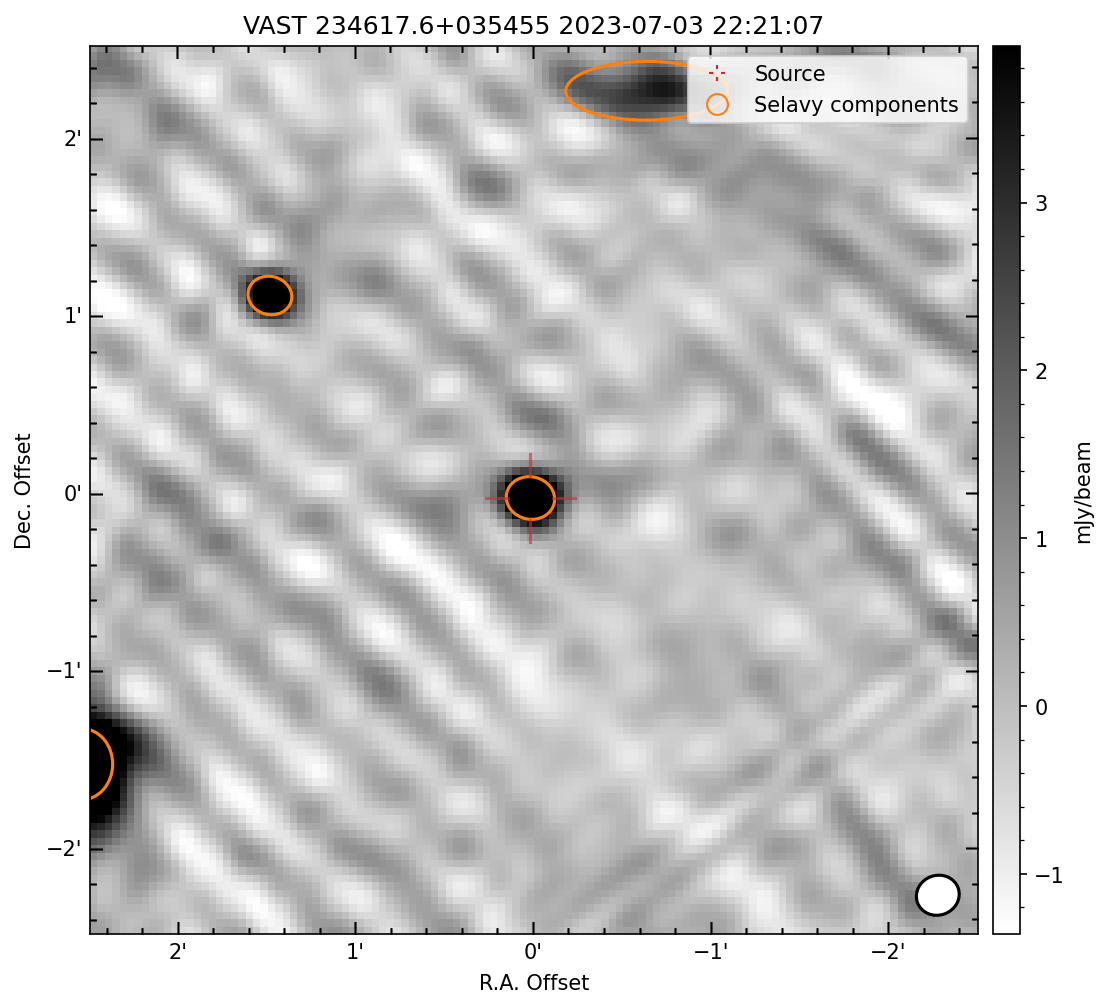 VAST 234617.6+035455 2023-07-03 22:21:07
Source
Selavy components
2'
1'
0'
−1'
−2'
Dec. Offset
2'
1'
0'
−1'
−2'
R.A. Offset
3
2
1
0
−1
mJy/beam